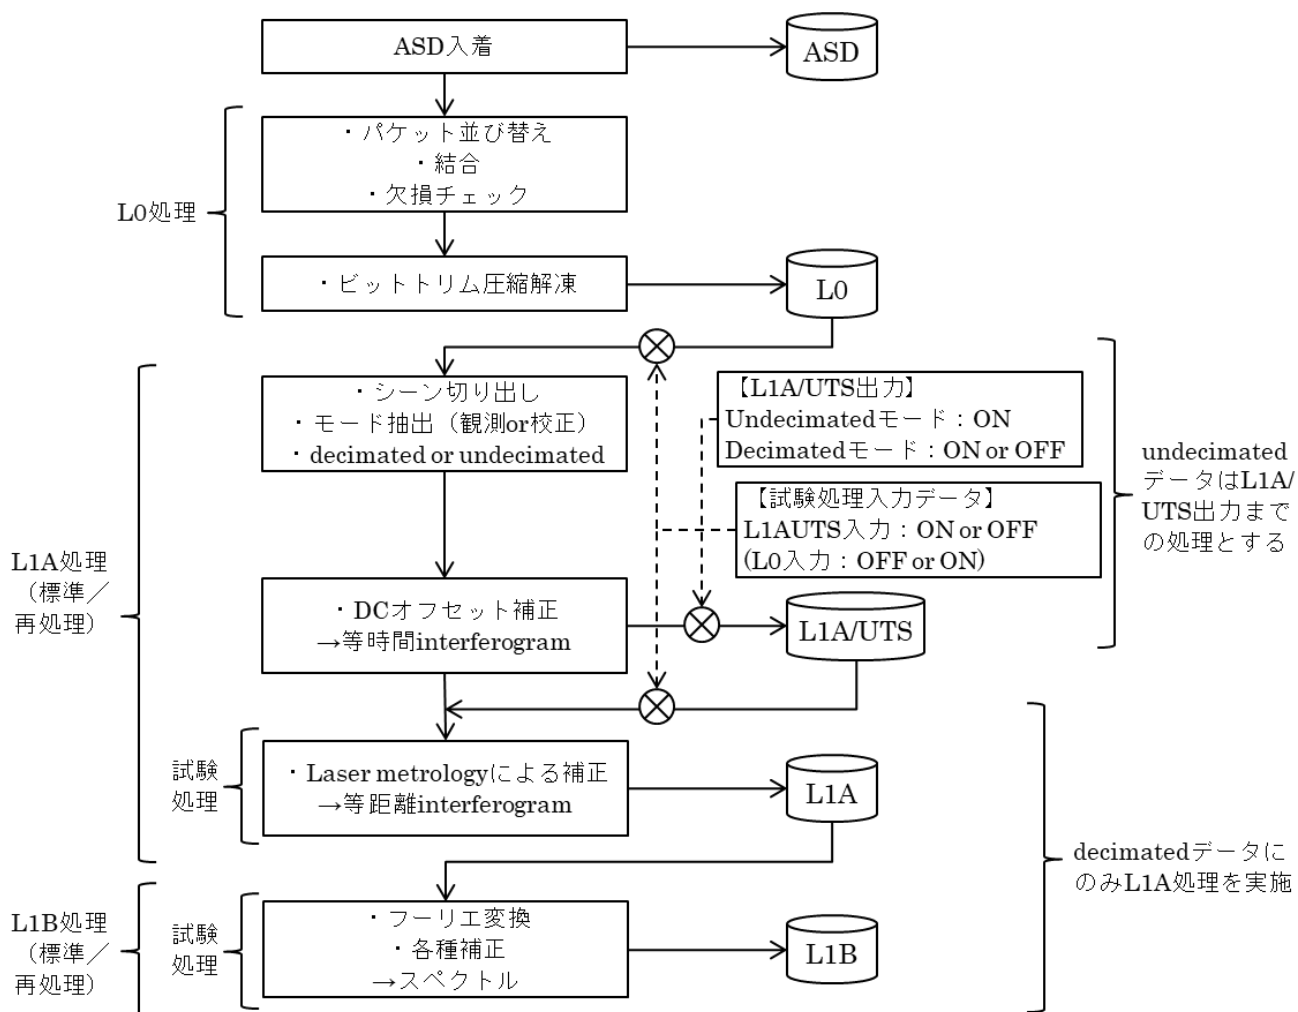 ASD入着
ASD
・パケット並び替え
・結合
・欠損チェック
L0処理
・ビットトリム圧縮解凍
L0
・シーン切り出し
・モード抽出（観測or校正）
・decimated or undecimated
【L1A/UTS出力】
Undecimatedモード：ON
Decimatedモード：ON or OFF
【試験処理入力データ】
L1AUTS入力：ON or OFF
(L0入力：OFF or ON)
undecimated
データはL1A/
UTS出力まで
の処理とする
L1A処理
（標準／
再処理）
・DCオフセット補正
→等時間interferogram
L1A/UTS
試験
処理
・Laser metrologyによる補正
→等距離interferogram
L1A
decimatedデータに
のみL1A処理を実施
L1B処理
（標準／
再処理）
試験
処理
・フーリエ変換
・各種補正
→スペクトル
L1B